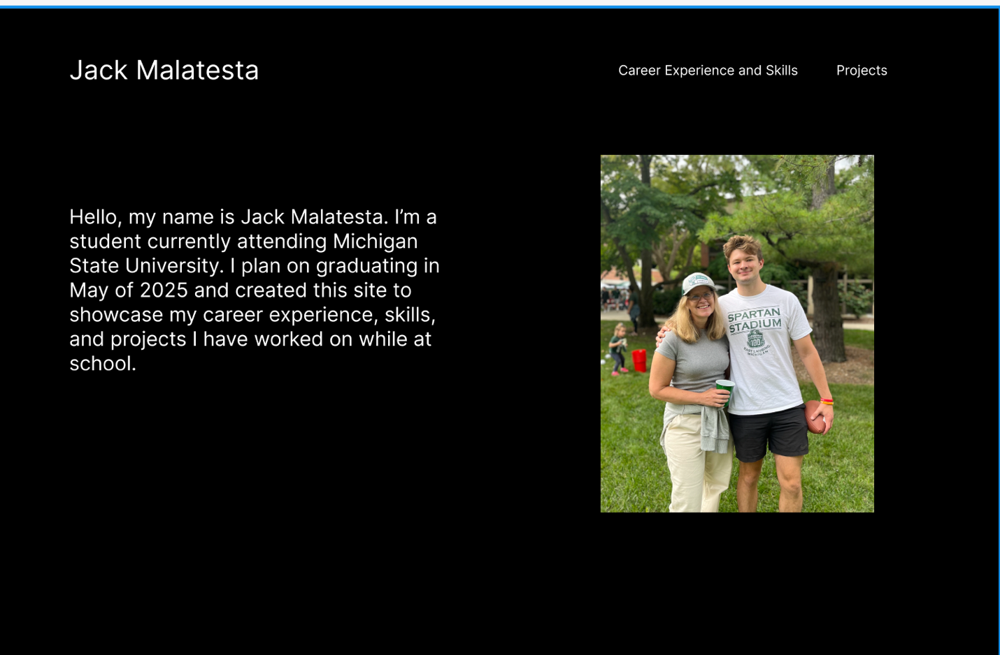 Jack Malatesta
Career Experience and Skills
Projects
Hello, my name is Jack Malatesta. I’m a
student currently attending Michigan
State University. I plan on graduating in
May of 2025 and created this site to
showcase my career experience, skills,
and projects I have worked on while at
school.
SPARTAN
STADIUM
100
EAST LANSING,
MICHIGAN